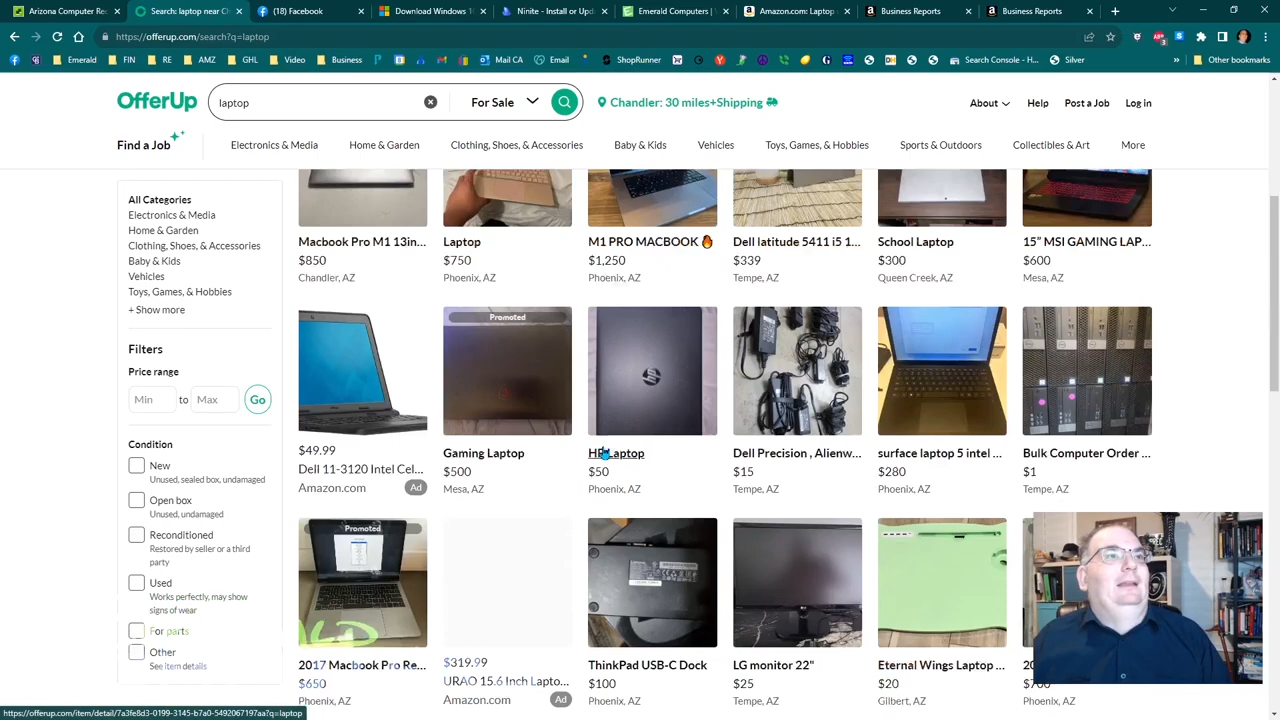 Arizona Computer Rec
Search: laptop near Ch
(18) Facebook
Download Windows 1
Ninite - Install or Upd
Emerald Computers |
Amazon.com: Laptop
Business Reports
Business Reports
https://offerup.com/search?q=laptop
Emerald
FIN
RE
AMZ
GHL
Video
Business
Email
ShopRunner
Search Console - H...
Silver
Other bookmarks
OfferUp
laptop
For Sale
Chandler: 30 miles+Shipping
About
Help
Post a Job
Log in
Find a Job
Electronics & Media
Home & Garden
Clothing, Shoes, & Accessories
Baby & Kids
Vehicles
Toys, Games, & Hobbies
Sports & Outdoors
Collectibles & Art
More
All Categories
Electronics & Media
Home & Garden
Clothing, Shoes, & Accessories
Baby & Kids
Vehicles
Toys, Games, & Hobbies
+ Show more
Filters
Price range
Min
to
Max
Go
Condition
New
Unused, sealed box, undamaged
Open box
Unused, undamaged
Reconditioned
Restored by seller or a third
party
Used
Works perfectly, may show
signs of wear
For parts
Other
See item details
Macbook Pro M1 13in...
$850
Chandler, AZ
Laptop
$750
Phoenix, AZ
M1 PRO MACBOOK 🔥
$1,250
Phoenix, AZ
Dell latitude 5411 i5 1...
$339
Tempe, AZ
School Laptop
$300
Queen Creek, AZ
15” MSI GAMING LAP...
$600
Mesa, AZ
$49.99
Dell 11-3120 Intel Cel...
Amazon.com
Ad
Promoted
Gaming Laptop
$500
Mesa, AZ
HP Laptop
$50
Phoenix, AZ
Dell Precision , Alienw...
$15
Tempe, AZ
surface laptop 5 intel ...
$280
Phoenix, AZ
Bulk Computer Order ...
$1
Tempe, AZ
Promoted
2017 Macbook Pro Re...
$650
Phoenix, AZ
$319.99
URAO 15.6 Inch Lapto...
Amazon.com
Ad
ThinkPad USB-C Dock
$100
Phoenix, AZ
LG monitor 22"
$25
Tempe, AZ
Eternal Wings Laptop ...
$20
Gilbert, AZ
$700
Phoenix, AZ
https://offerup.com/item/detail/7a3fe8d3-0199-3145-b7a0-5492067197aa?q=laptop